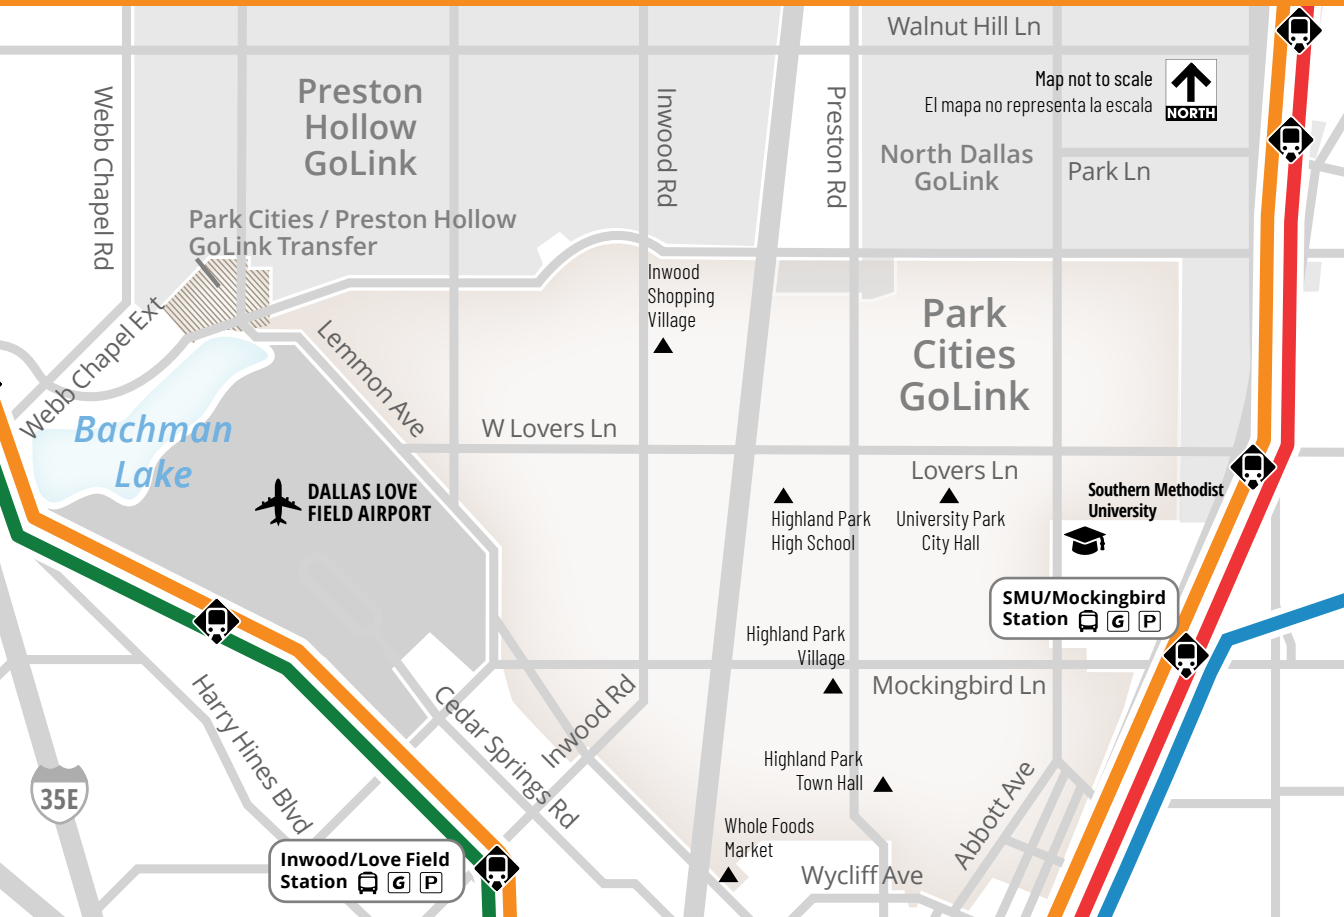 Walnut Hill Ln
Map not to scale
El mapa no representa la escala
NORTH
Preston
Hollow
GoLink
Webb Chapel Rd
Inwood Rd
Preston Rd
North Dallas
GoLink
Park Ln
Park Cities / Preston Hollow
GoLink Transfer
Inwood
Shopping
Village
Park
Cities
GoLink
Webb Chapel Ext
Lemmon Ave
Bachman
Lake
W Lovers Ln
Lovers Ln
DALLAS LOVE
FIELD AIRPORT
Highland Park
High School
University Park
City Hall
Southern Methodist
University
SMU/Mockingbird
Station G P
Highland Park
Village
Mockingbird Ln
Harry Hines Blvd
Cedar Springs Rd
Inwood Rd
Highland Park
Town Hall
Abbott Ave
35E
Whole Foods
Market
Wycliff Ave
Inwood/Love Field
Station G P